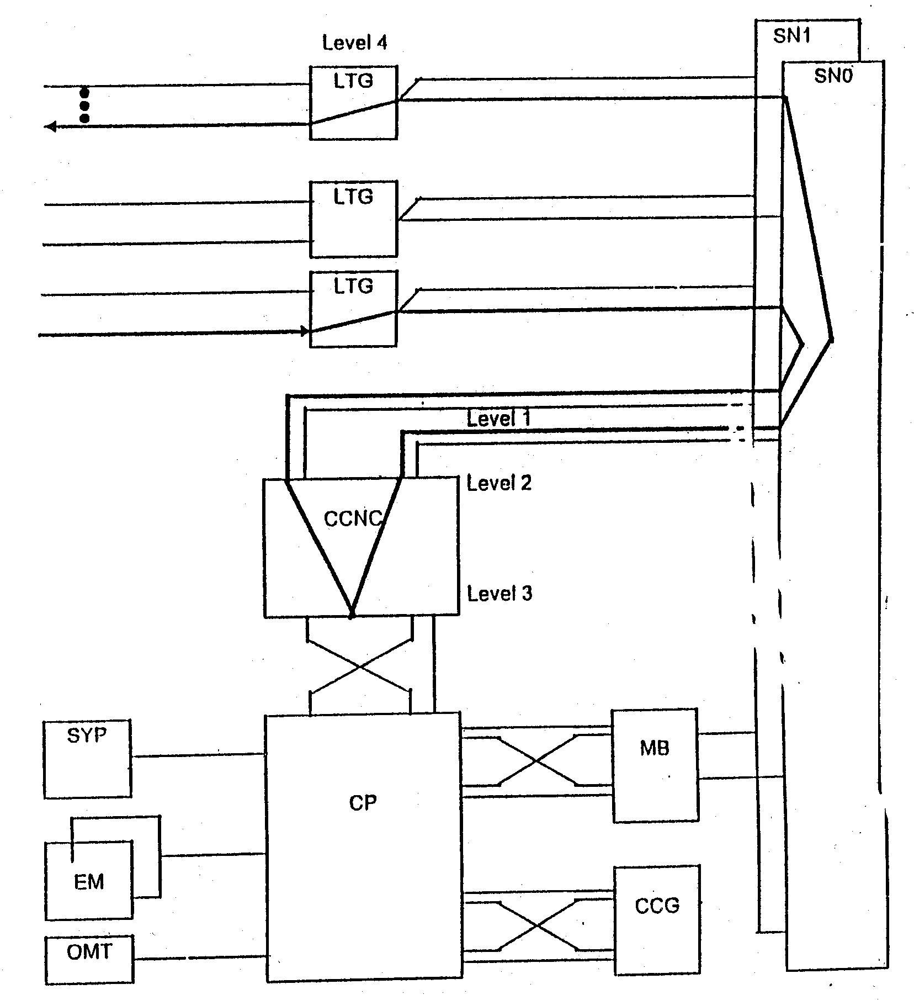 Level 4
SN1
SN0
LTG
LTG
LTG
Level 1
Level 2
CCNC
Level 3
SYP
MB
CP
EM
CCG
OMT